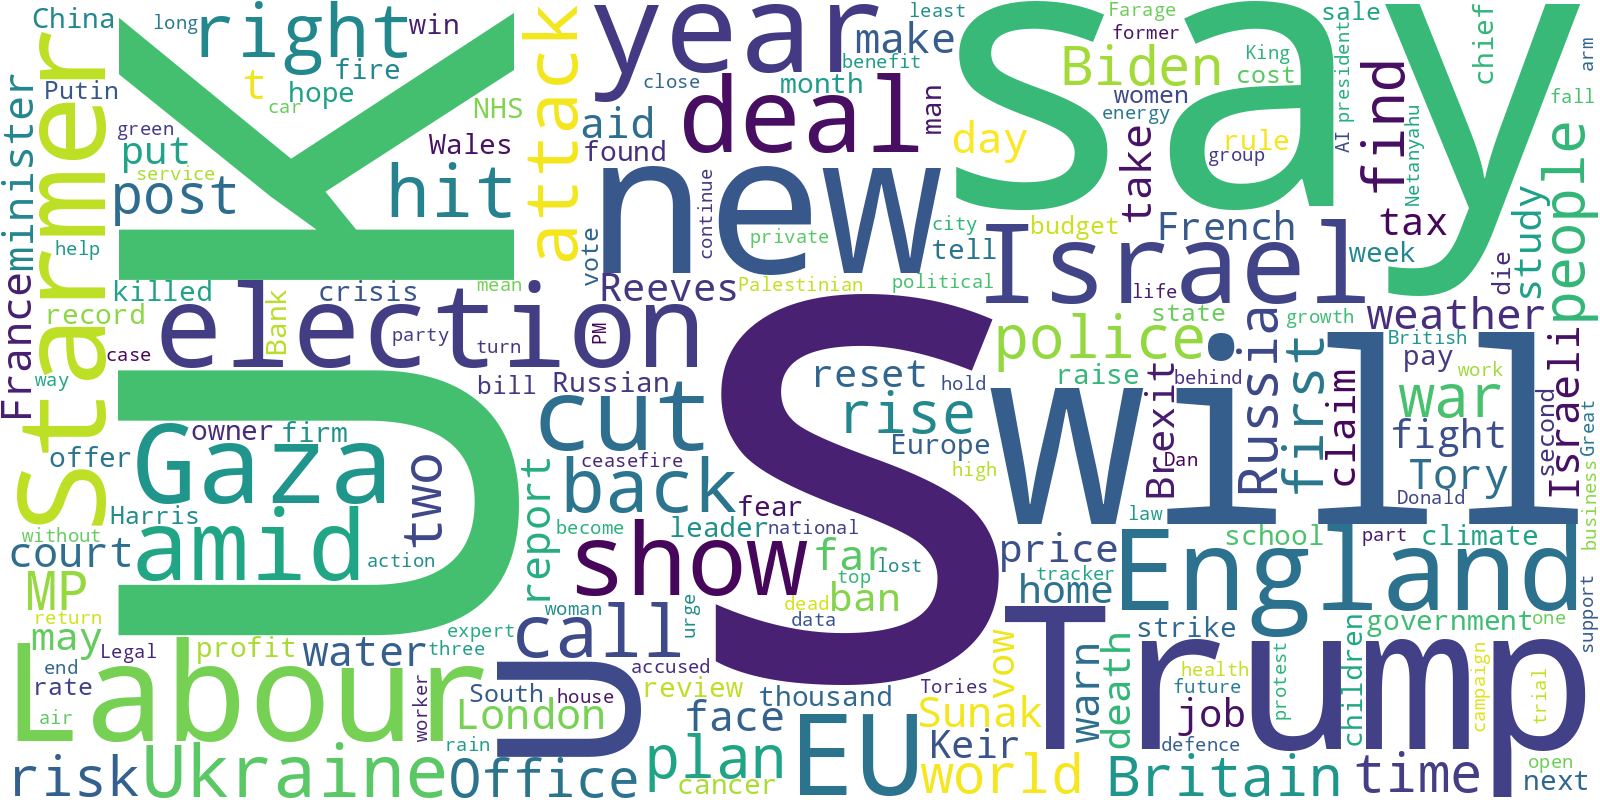 China
long
right
win
fire
t
hope
car
Putin
green
put
service
post
hit
NHS
Wales
UK
attack
year
make
least
Farage
former
benefit
close
month
aid
found
deal
man
Biden
women
energy
King
cost
sale
say
president
AI
chief
arm
fall
Netanyahu
find
people
minister
Starmer
France
help
killed
record
case
way
new
continue
vote
private
day
rule
group
take
city
tell
budget
French
tax
week
study
die
Israel
life
state
growth
weather
crisis
Bank
mean
Reeves
Palestinian
political
election
party
turn
PM
bill
Russian
police
raise
Russia
first
British
pay
work
behind
Israeli
reset
hold
rise
Europe
high
S
will
war
fight
Tory
claim
Brexit
Dan
Donald
second
Great
business
owner
firm
offer
Gaza
two
cut
ceasefire
back
Harris
without
court
amid
action
report
become
fear
leader
national
law
show
far
top
lost
ban
dead
data
price
tracker
home
England
school
part
climate
MP
return
may
Legal
end
rate
air
profit
water
expert
three
woman
urge
call
accused
review
thousand
Tories
vow
warn
death
strike
government
one
support
children
health
future
protest
campaign
trial
Trump
Labour
worker
South
house
London
rain
u
face
Sunak
Keir
job
defence
risk
Ukraine
Office
plan
cancer
EU
world
Britain
time
open
next